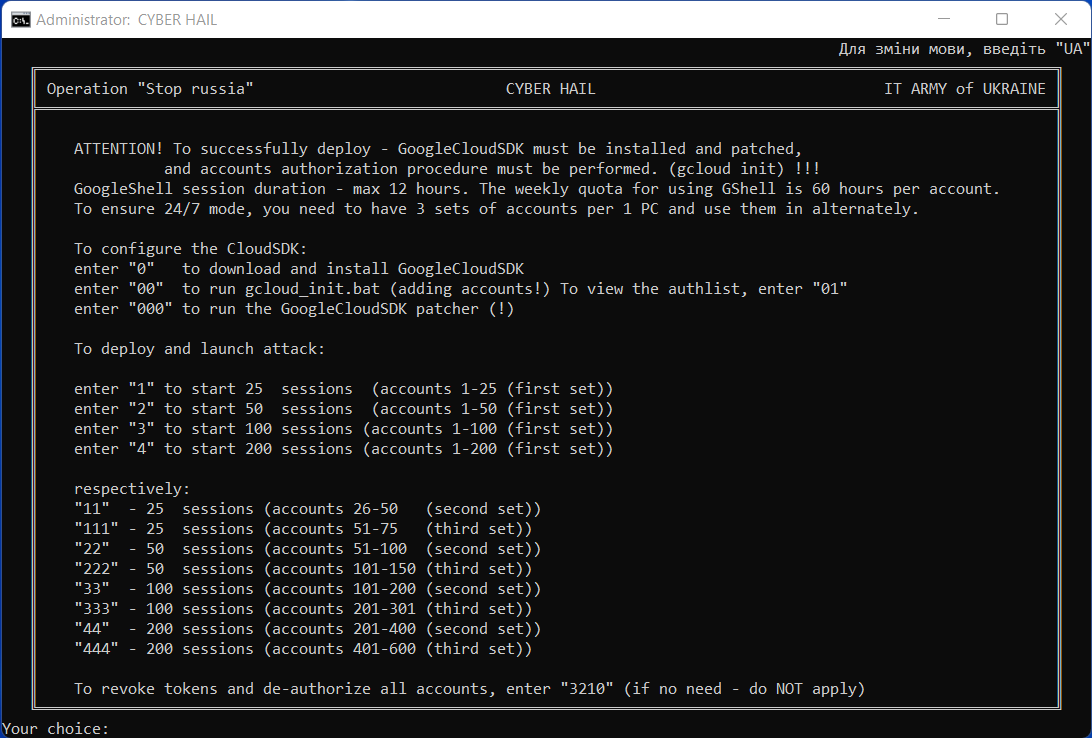 Administrator: CYBER HAIL
Для зміни мови, введіть "UA"
Operation "Stop russia" CYBER HAIL IT ARMY of UKRAINE
ATTENTION! To successfully deploy - GoogleCloudSDK must be installed and patched,
and accounts authorization procedure must be performed. (gcloud init) !!!
GoogleShell session duration - max 12 hours. The weekly quota for using GShell is 60 hours per account.
To ensure 24/7 mode, you need to have 3 sets of accounts per 1 PC and use them in alternately.
To configure the CloudSDK:
enter "0" to download and install GoogleCloudSDK
enter "00" to run gcloud_init.bat (adding accounts!) To view the authlist, enter "01"
enter "000" to run the GoogleCloudSDK patcher (!)
To deploy and launch attack:
enter "1" to start 25 sessions (accounts 1-25 (first set))
enter "2" to start 50 sessions (accounts 1-50 (first set))
enter "3" to start 100 sessions (accounts 1-100 (first set))
enter "4" to start 200 sessions (accounts 1-200 (first set))
respectively:
"11" - 25 sessions (accounts 26-50 (second set))
"111" - 25 sessions (accounts 51-75 (third set))
"22" - 50 sessions (accounts 51-100 (second set))
"222" - 50 sessions (accounts 101-150 (third set))
"33" - 100 sessions (accounts 101-200 (second set))
"333" - 100 sessions (accounts 201-301 (third set))
"44" - 200 sessions (accounts 201-400 (second set))
"444" - 200 sessions (accounts 401-600 (third set))
To revoke tokens and de-authorize all accounts, enter "3210" (if no need - do NOT apply)
Your choice: